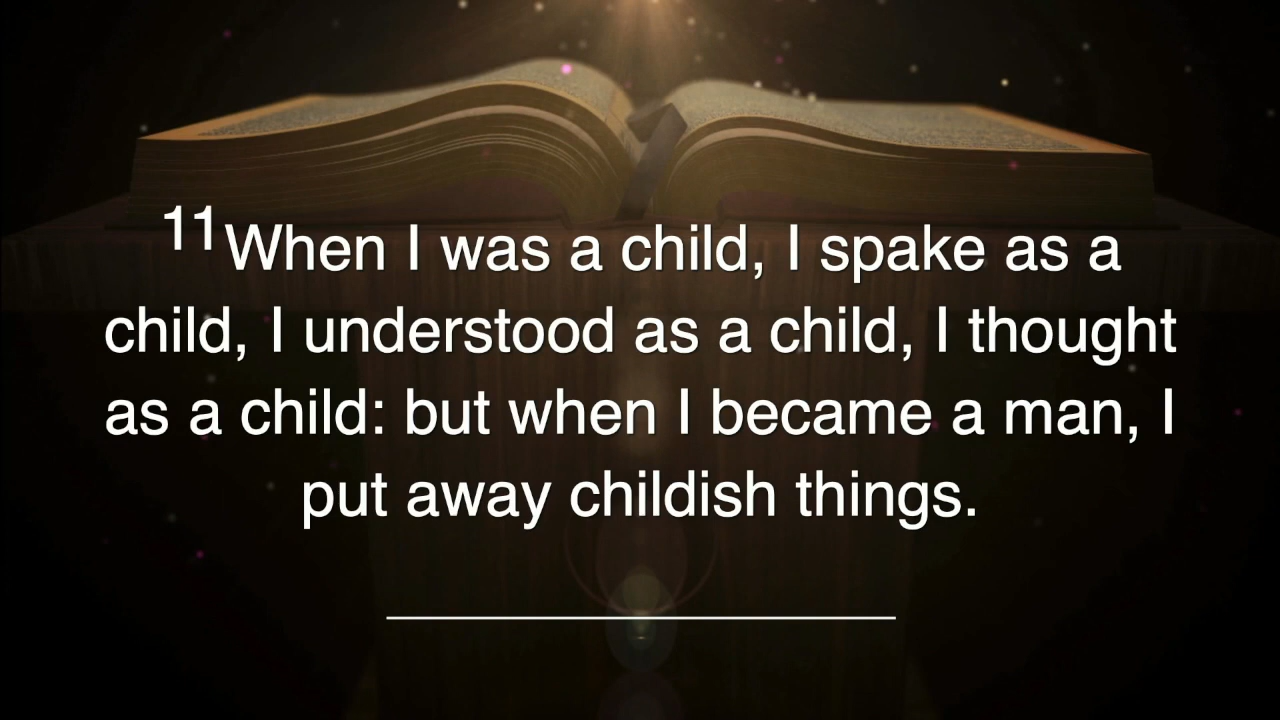 11When I was a child, I spake as a
child, I understood as a child, I thought
as a child: but when I became a man, I
put away childish things.